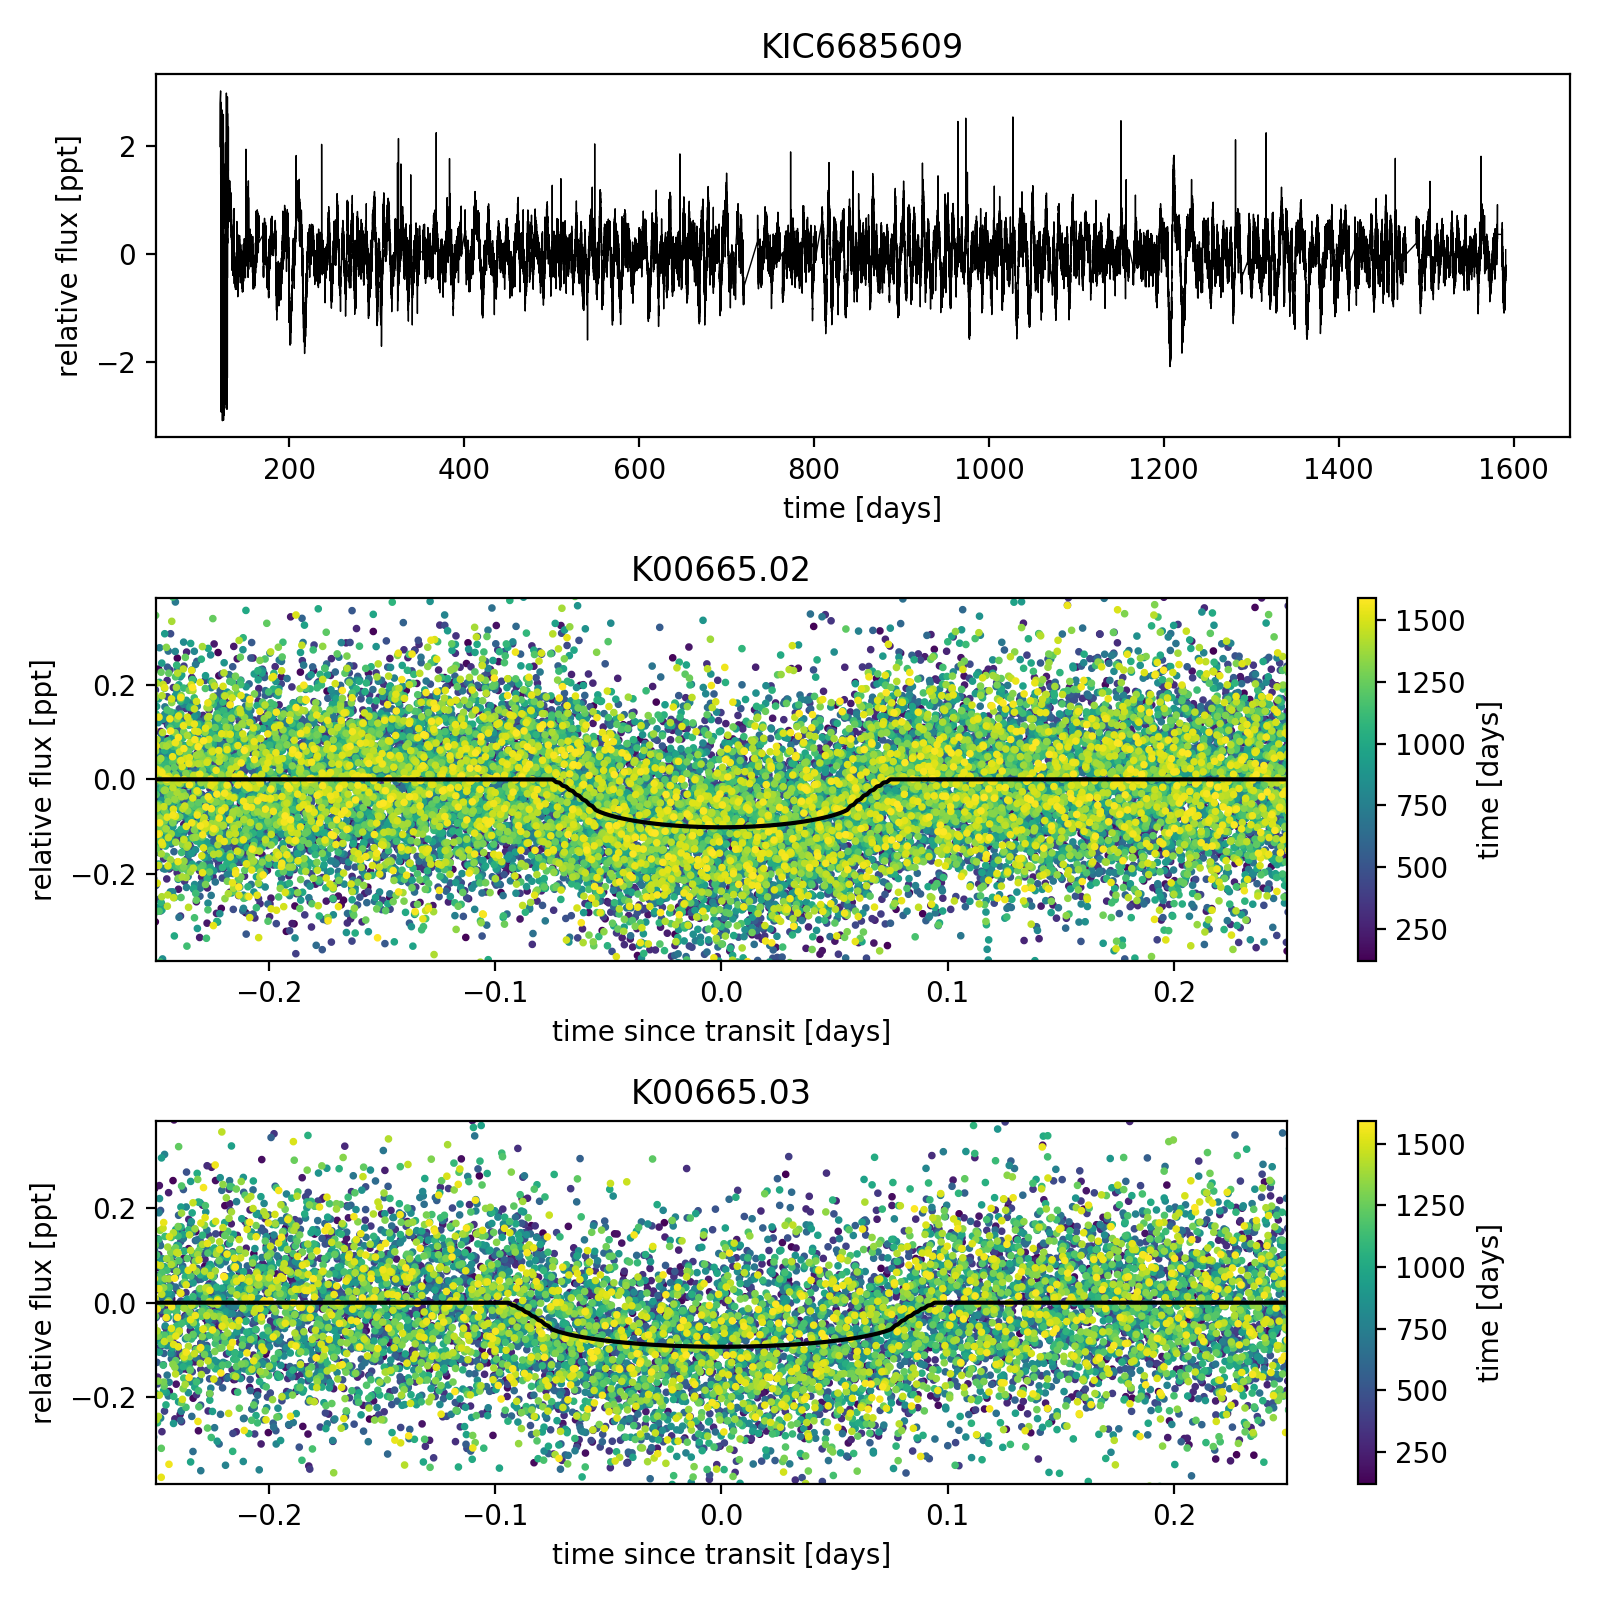 KIC6685609
relative flux [ppt]
2
0
−2
200 400 600 800 1000 1200 1400 1600
time [days]
K00665.02
relative flux [ppt]
0.2
0.0
−0.2
−0.2 −0.1 0.0 0.1 0.2
time since transit [days]
1500
1250
1000
750
500
250
time [days]
K00665.03
relative flux [ppt]
0.2
0.0
−0.2
−0.2 −0.1 0.0 0.1 0.2
time since transit [days]
1500
1250
1000
750
500
250
time [days]